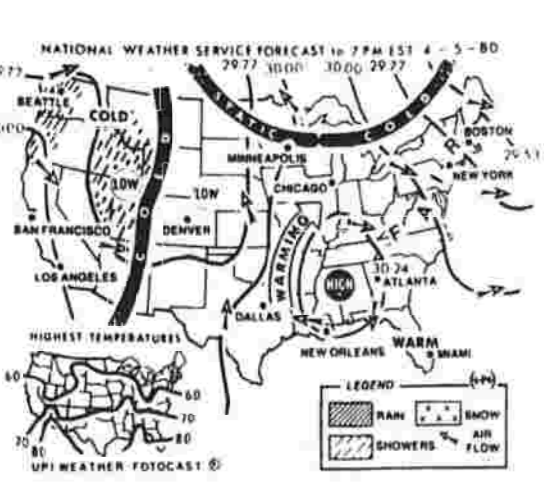 NATIONAL WEATHER SERVICE FORECAST to 7 PM EST 4 - 5 - 80
29.77
29.77 30.00 30.00 29.77
SEATTLE
COLD
STATIC COLD
BOSTON
MINNEAPOLIS
NEW YORK
CHICAGO
LOW
LOW
COLD
SAN FRANCISCO
DENVER
WARMING
FAIR
LOS ANGELES
30.24
HIGH
ATLANTA
DALLAS
HIGHEST TEMPERATURES
NEW ORLEANS
WARM
MIAMI
60
60
70
70
80
80
LEGEND
RAIN
SNOW
SHOWERS
AIR FLOW
UPI WEATHER FOTOCAST ©